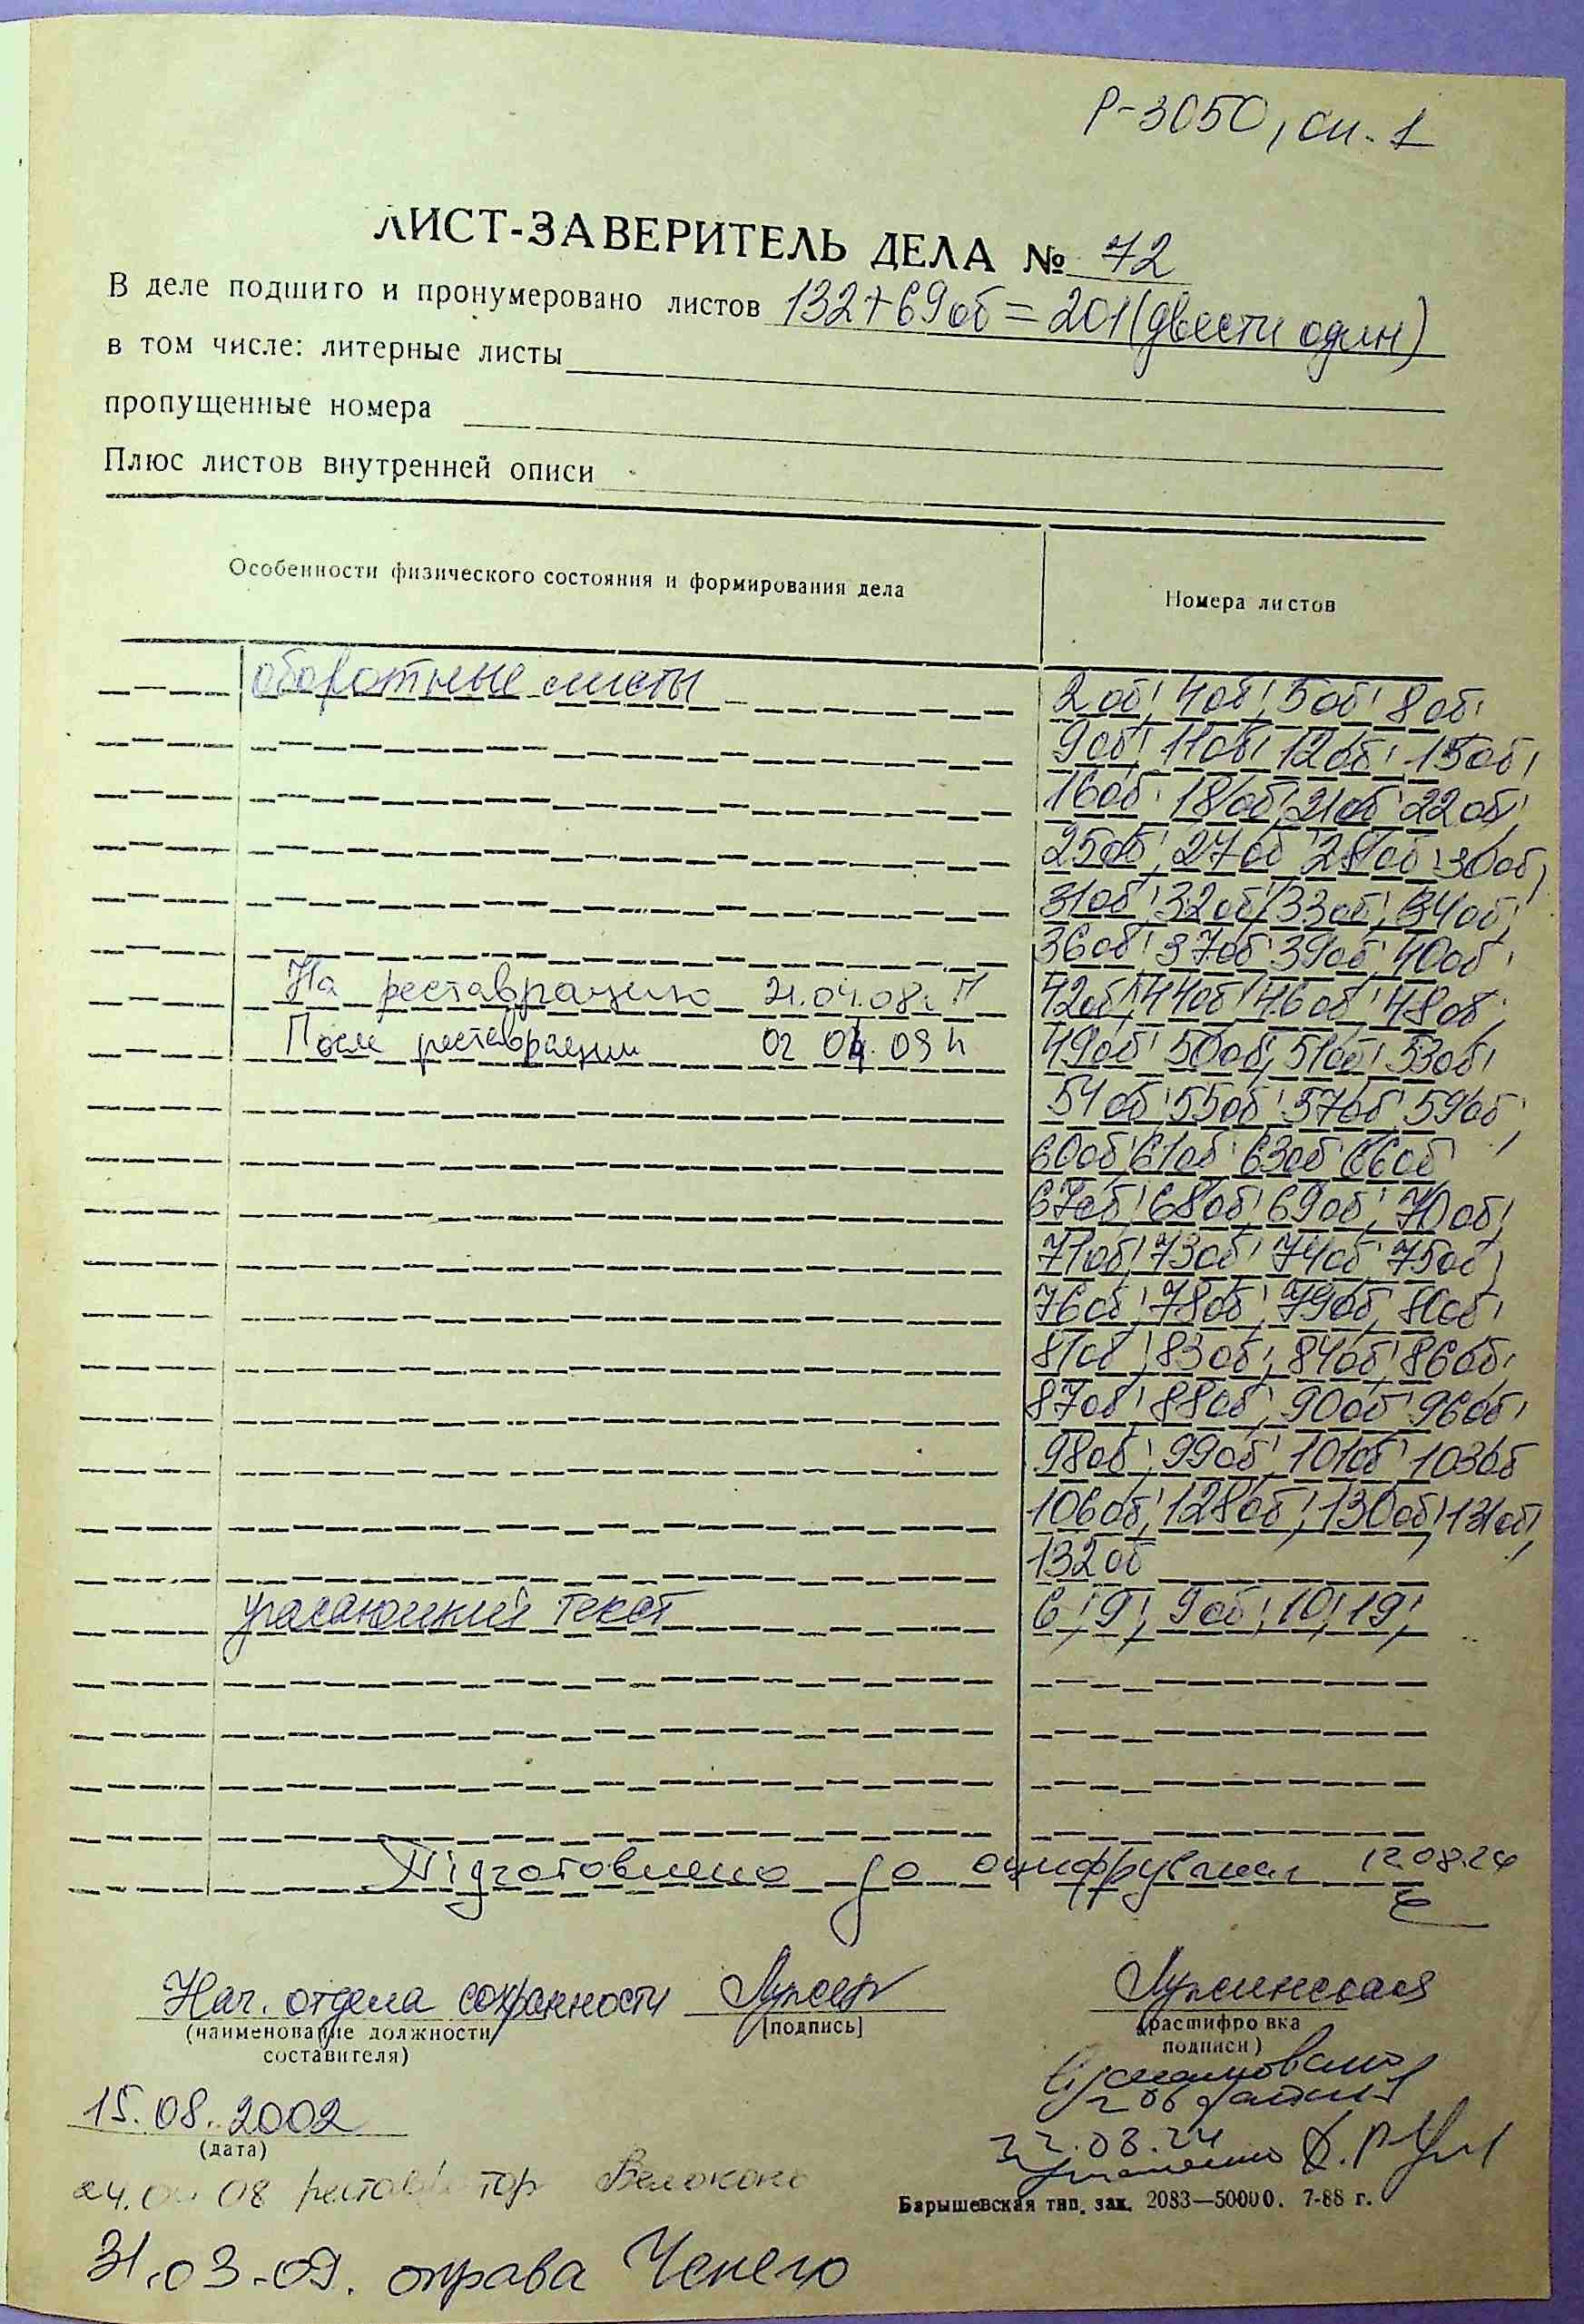 Р-3050, оп. 1
ЛИСТ-ЗАВЕРИТЕЛЬ ДЕЛА № 72
В деле подшито и пронумеровано листов 132+69об=201(двести один)
в том числе: литерные листы
пропущенные номера
Плюс листов внутренней описи
Особенности физического состояния и формирования дела Номера листов
оборотные листы 2об, 4об, 5об, 8об,
9об, 11об, 12об, 15об,
16об, 18об, 21об, 22об,
25об, 27об, 28об, 30об,
31об, 32об, 33об, 34об,
36об, 37об, 39об, 40об,
На реставрацию 21.04.08г. 42об, 44об, 46об, 48об,
После реставрации 02 04. 09 49об, 50об, 51об, 53об,
54об, 55об, 57об, 59об,
60об, 61об, 63об, 66об
67об, 68об, 69об, 70об,
71об, 73об, 74об, 75об,
76об, 78об, 79об, 80об,
81об, 83об, 84об, 86об,
87об, 88об, 90об, 96об,
98об, 99об, 101об, 103об
106об, 128об, 130об, 131об,
132об
угасающий текст 6, 9, 9об, 10, 19,
Підготовлено до оцифрування 12.08.24
Нач. отдела сохранности Лужинская
(наименование должности [подпись] (расшифровка
составителя) подписи)
15.08.2002
(дата)
22.08.24
24. 08 реставратор Белоконь
Барышевская тип. зак. 2083—50000. 7-88 г.
31.03.09. оправа